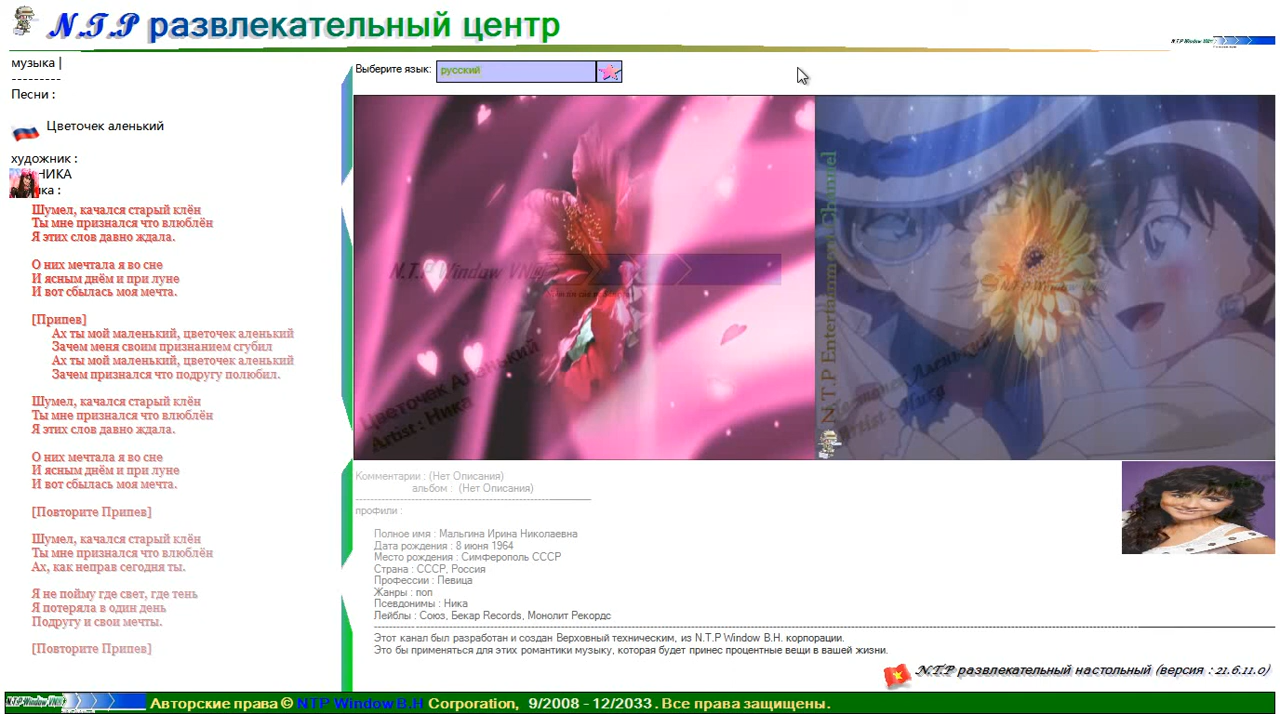 N.T.P развлекательный центр
музыка |
---------
Песни :
Цветочек аленький
художник :
НИКА
Выберите язык: русский
Шумел, качался старый клён
Ты мне признался что влюблён
Я этих слов давно ждала.
О них мечтала я во сне
И ясным днём и при луне
И вот сбылась моя мечта.
[Припев]
Ах ты мой маленький, цветочек аленький
Зачем меня своим признанием сгубил
Ах ты мой маленький, цветочек аленький
Зачем признался что подругу полюбил.
Шумел, качался старый клён
Ты мне признался что влюблён
Я этих слов давно ждала.
О них мечтала я во сне
И ясным днём и при луне
И вот сбылась моя мечта.
[Повторите Припев]
Шумел, качался старый клён
Ты мне признался что влюблён
Ах, как неправ сегодня ты.
Я не пойму где свет, где тень
Я потеряла в один день
Подругу и свои мечты.
[Повторите Припев]
N.T.P Window VN
Цветочек Аленький
Artist : Ника
N.T.P Entertainment Channel
Artist : Ника
Комментарии : (Нет Описания)
альбом : (Нет Описания)
профили :
Полное имя : Мальгина Ирина Николаевна
Дата рождения : 8 июня 1964
Место рождения : Симферополь СССР
Страна : СССР, Россия
Профессии : Певица
Жанры : поп
Псевдонимы : Ника
Лейблы : Союз, Бекар Records, Монолит Рекордс
Этот канал был разработан и создан Верховный техническим, из N.T.P Window B.H. корпорации.
Это бы применяться для этих романтики музыку, которая будет принес процентные вещи в вашей жизни.
N.T.P развлекательный настольный (версия : 21.6.11.0)
Авторские права © NTP Window B.H Corporation, 9/2008 - 12/2033 . Все права защищены.